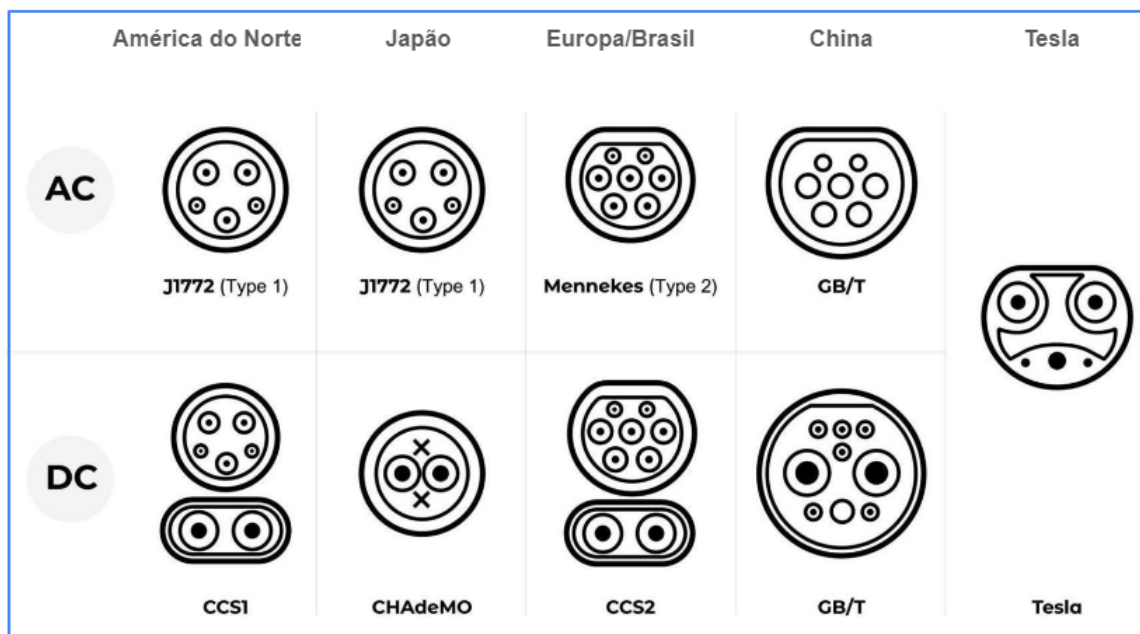 América do Norte Japão Europa/Brasil China Tesla
AC
J1772 (Type 1) J1772 (Type 1) Mennekes (Type 2) GB/T
DC
CCS1 CHAdeMO CCS2 GB/T Tesla